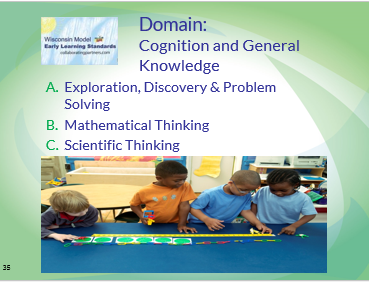 Wisconsin Model
Early Learning Standards
collaboratingpartners.com
Domain:
Cognition and General
Knowledge
A. Exploration, Discovery & Problem
Solving
B. Mathematical Thinking
C. Scientific Thinking
35